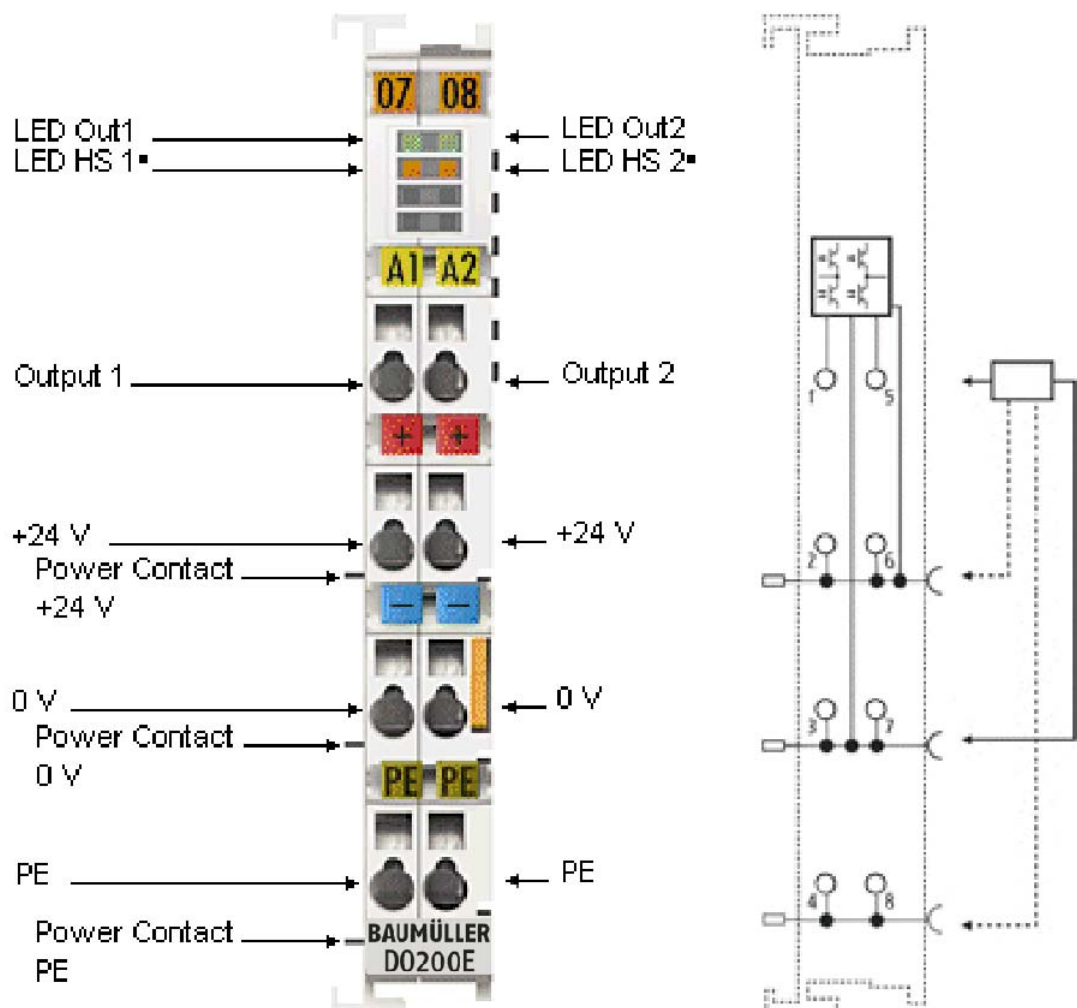 07 08
LED Out1
LED Out2
LED HS 1▪
LED HS 2▪
A1 A2
Output 1
Output 2
1 5
+ +
+24 V
+24 V
2 6
Power Contact
+24 V
− −
0 V
0 V
3 7
Power Contact
0 V
PE PE
PE
PE
4 8
Power Contact
PE
BAUMÜLLER
DO200E